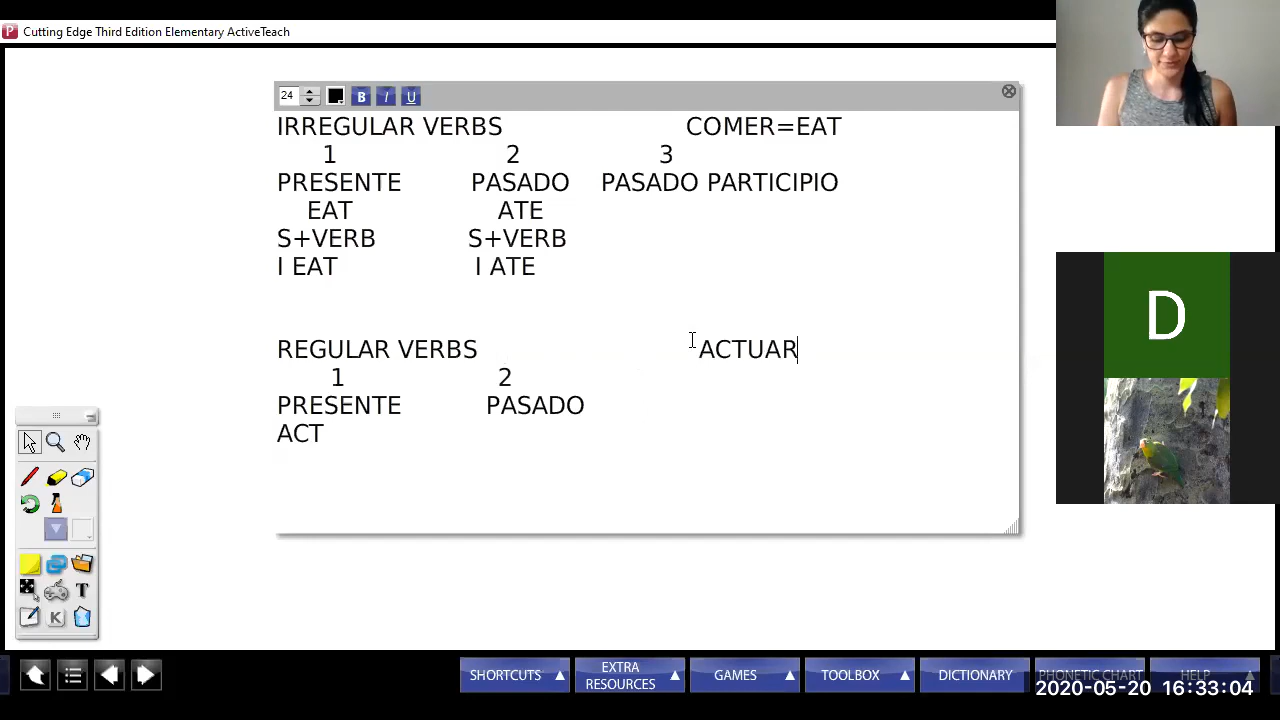 Cutting Edge Third Edition Elementary ActiveTeach
24 B I U
IRREGULAR VERBS COMER=EAT
1 2 3
PRESENTE PASADO PASADO PARTICIPIO
EAT ATE
S+VERB S+VERB
I EAT I ATE
REGULAR VERBS ACTUAR
1 2
PRESENTE PASADO
ACT
D
T
K
SHORTCUTS EXTRA RESOURCES GAMES TOOLBOX DICTIONARY PHONETIC CHART HELP
2020-05-20 16:33:04